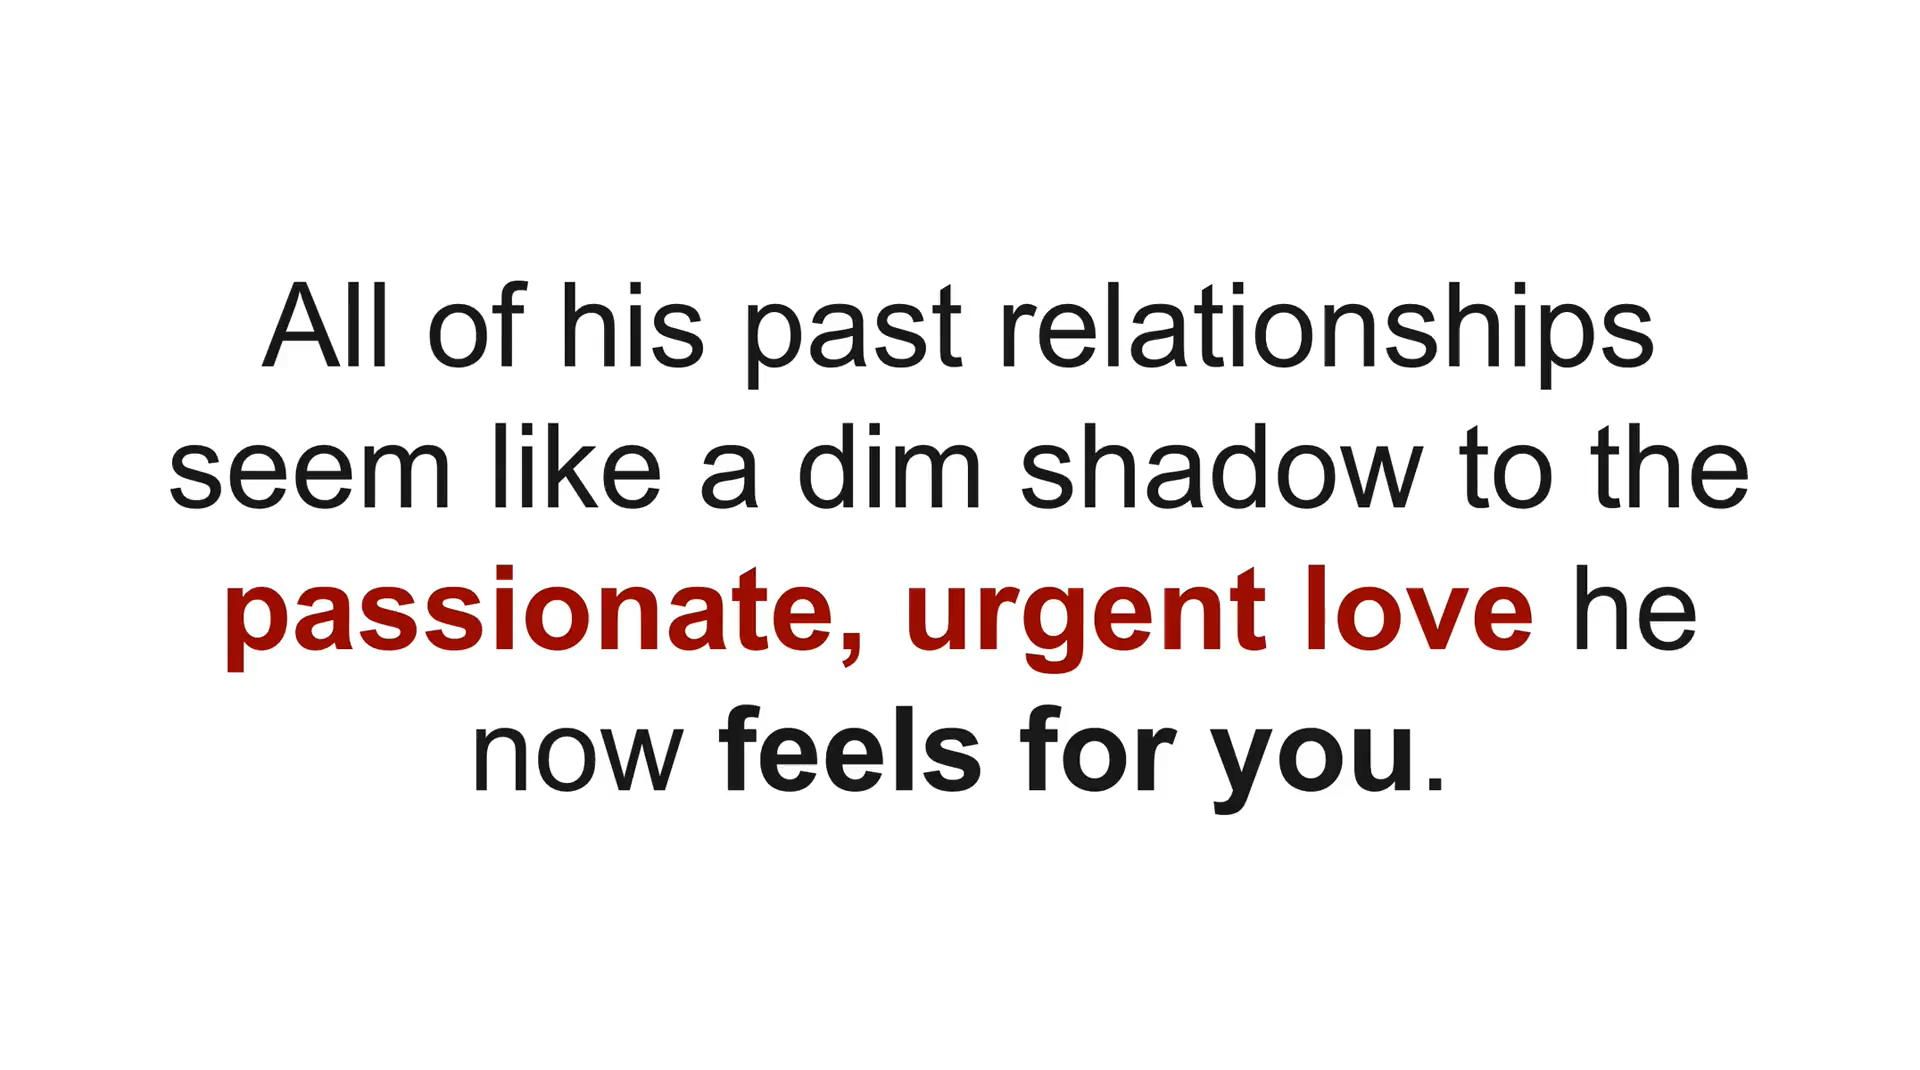 All of his past relationships
seem like a dim shadow to the
passionate, urgent love he
now feels for you.